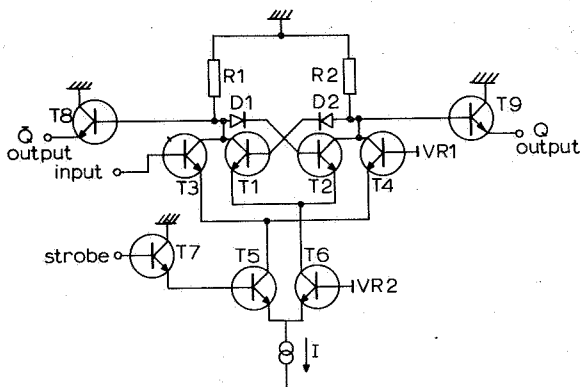 R1
R2
T8
D1
D2
T9
Q̄
output
Q
output
input
T3
T1
T2
T4
VR1
strobe
T7
T5
T6
VR2
I